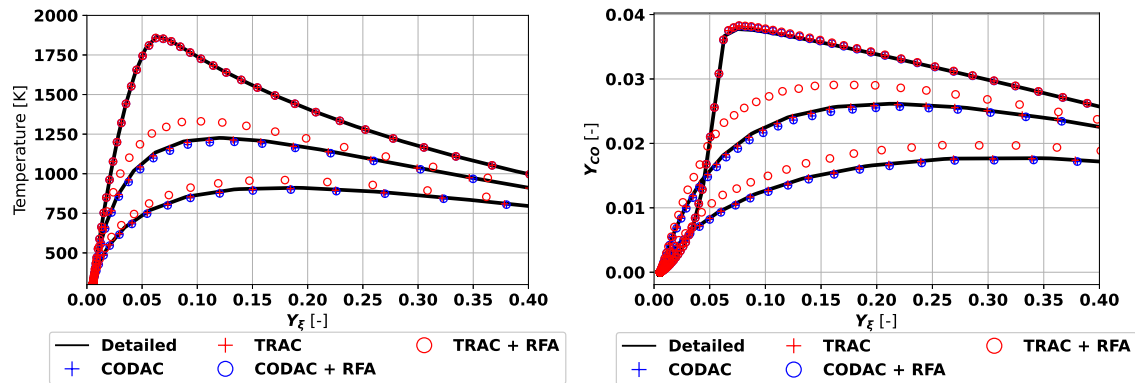 2000
1750
1500
1250
1000
750
500
Temperature [K]
0.00 0.05 0.10 0.15 0.20 0.25 0.30 0.35 0.40
Yξ [-]
Detailed TRAC TRAC + RFA
CODAC CODAC + RFA
0.04
0.03
0.02
0.01
0.00
YCO [-]
0.00 0.05 0.10 0.15 0.20 0.25 0.30 0.35 0.40
Yξ [-]
Detailed TRAC TRAC + RFA
CODAC CODAC + RFA